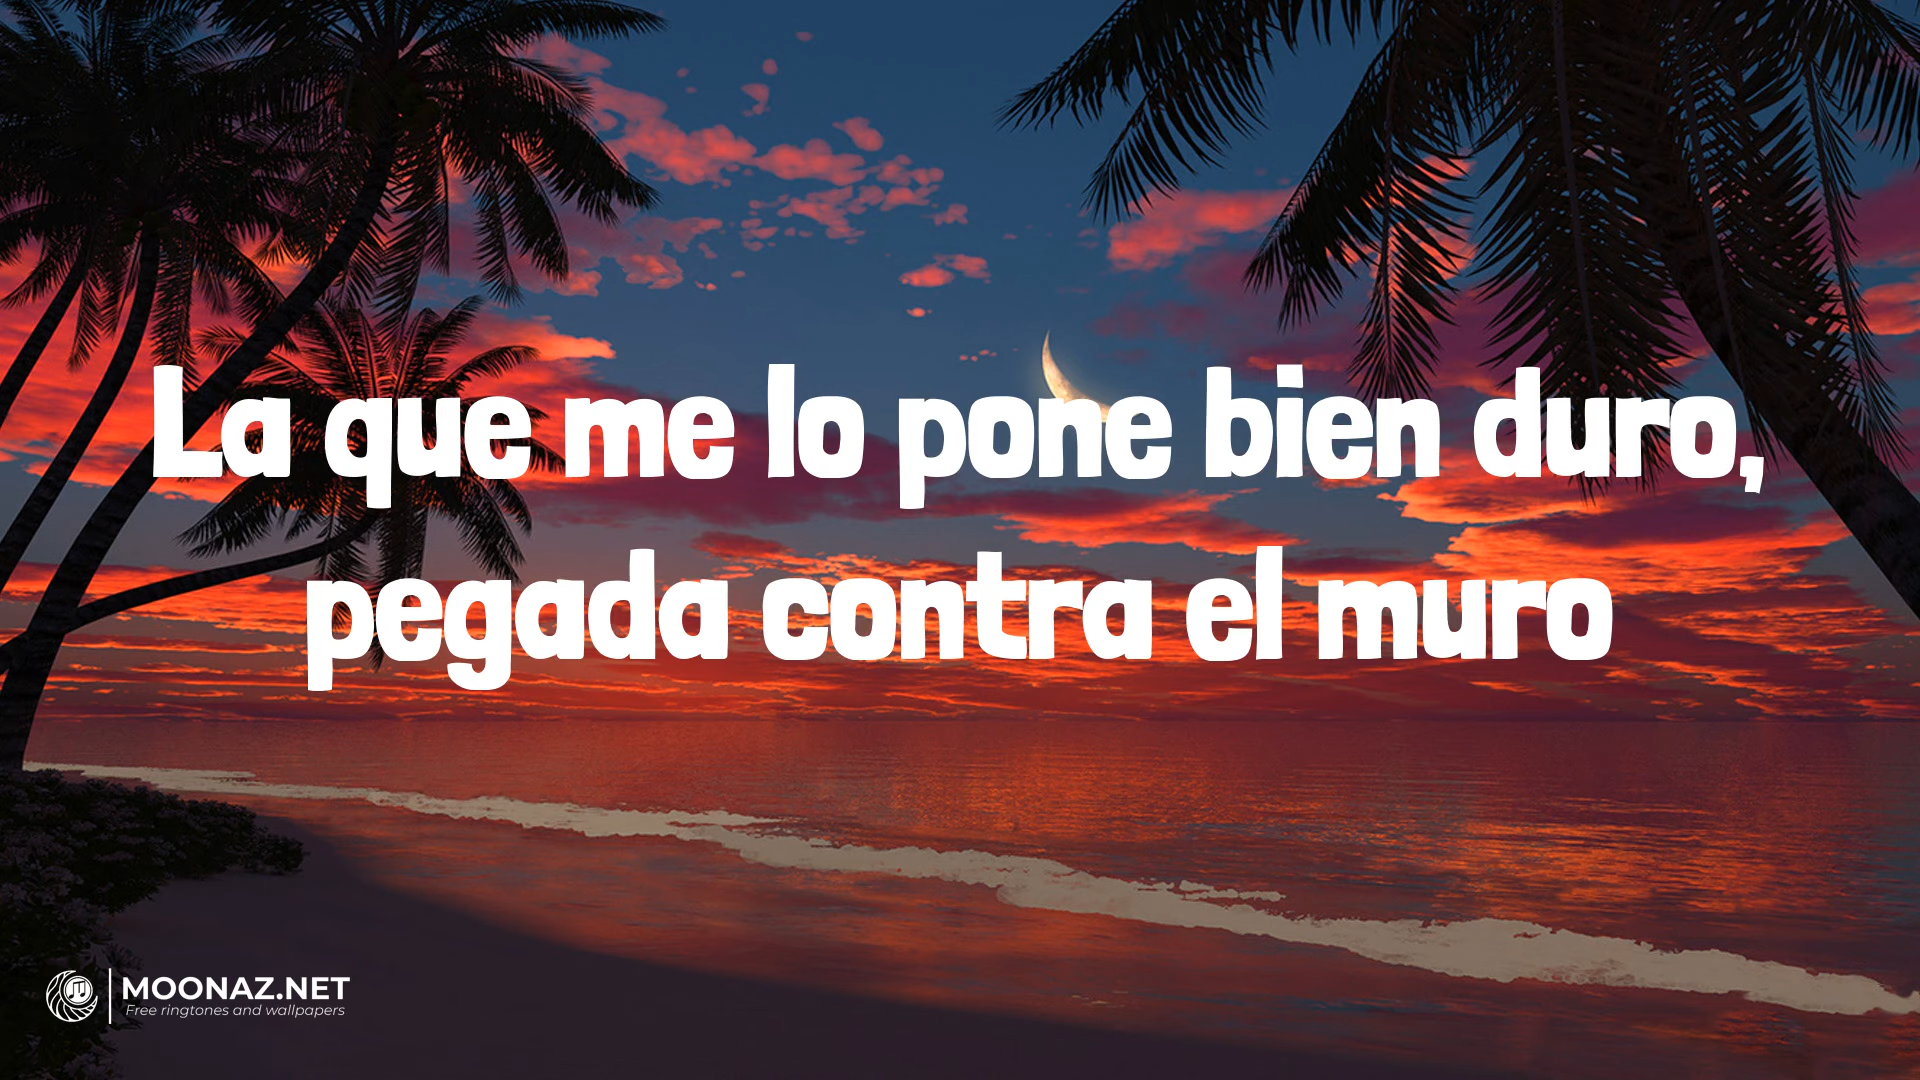 La que me lo pone bien duro,
pegada contra el muro
MOONAZ.NET
Free ringtones and wallpapers